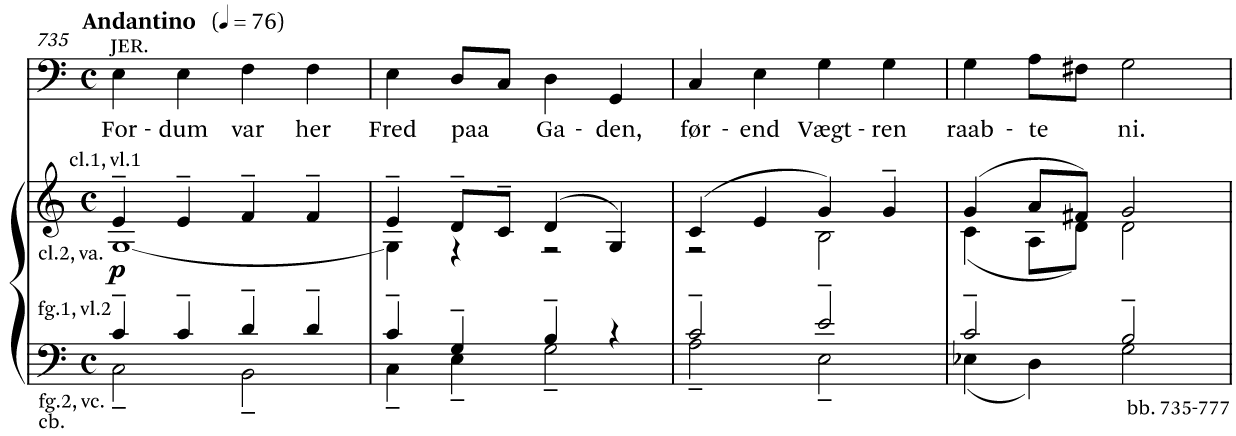 Andantino (♩ = 76)
735
JER.
For - dum var her Fred paa Ga - den, før - end Vægt - ren raab - te ni.
cl.1, vl.1
cl.2, va.
p
fg.1, vl.2
fg.2, vc.
cb.
bb. 735-777